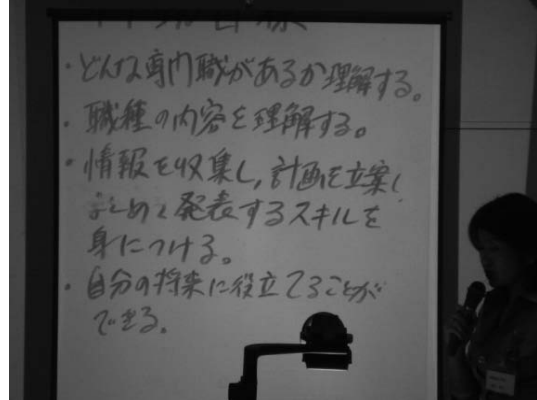 ・どんな専門職があるか理解する。
・職種の内容を理解する。
・情報を収集し,計画を立案し
まとめて発表するスキルを
身につける。
・自分の将来に役立てることが
できる。